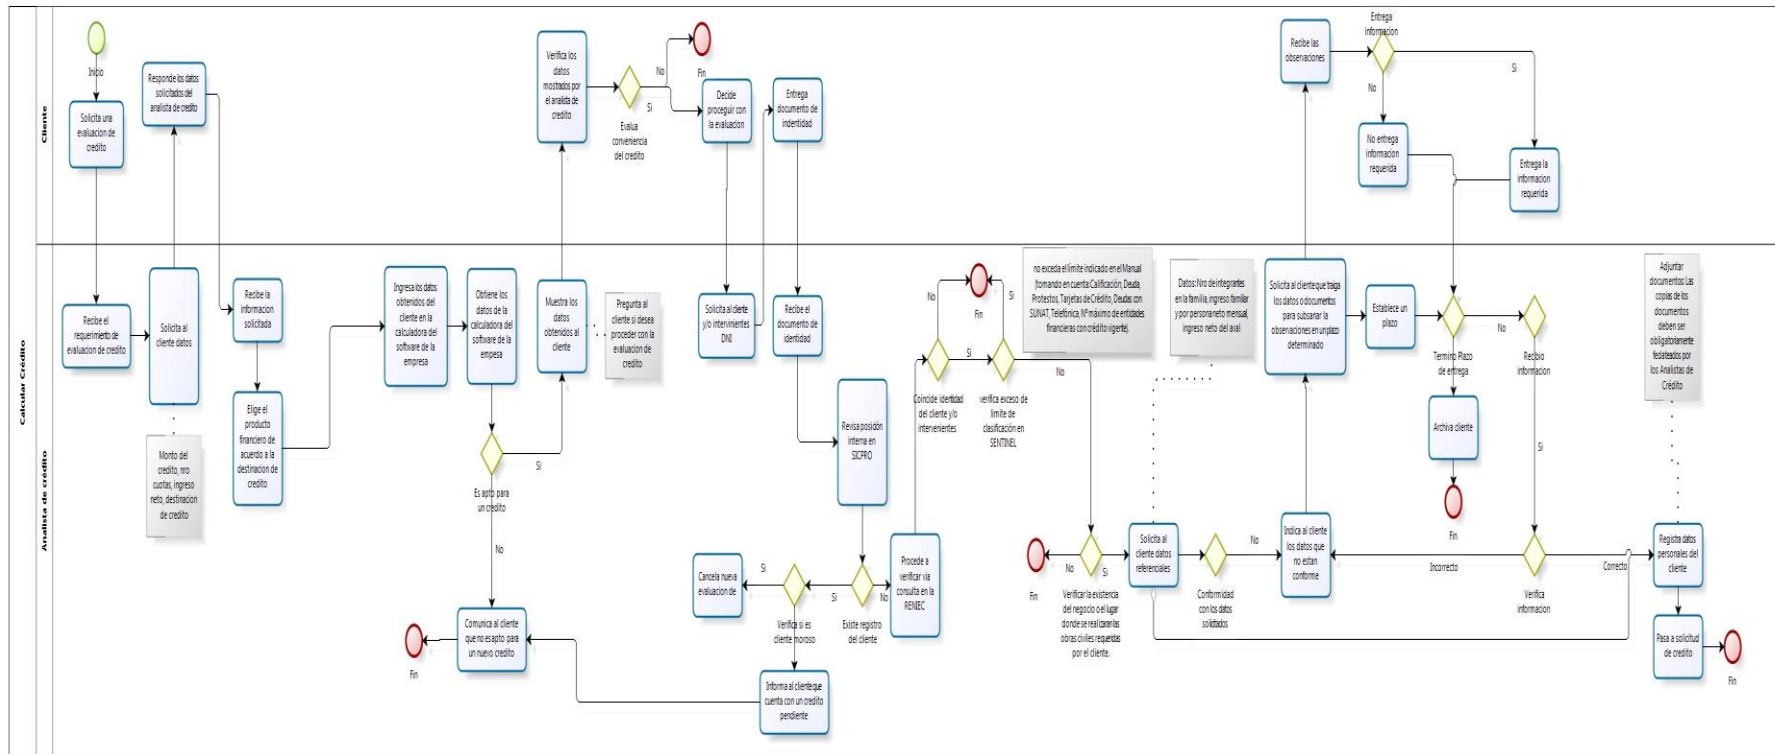 Calcular Crédito
Cliente
Inicio
Solicita una
evaluacion de
credito
Responde los datos
solicitados del
analista de credito
Verifica los
datos
mostrados por
el analista de
credito
No
Fin
Si
Evalua
conveniencia
del credito
Decide
proceguir con
la evaluacion
Entrega
documento de
indentidad
Recibe las
observaciones
Entrega
informacion
No
Si
No entrega
informacion
requerida
Entrega la
informacion
requerida
Analista de crédito
Recibe el
requerimiento de
evaluacion de credito
Solicita al
cliente datos
Monto del
credito, nro
cuotas, ingreso
neto, destinacion
de credito
Recibe la
informacion
solicitada
Elige el
producto
financiero de
acuerdo a la
destinacion de
credito
Ingresa los datos
obtenidos del
cliente en la
calculadora del
software de la
empresa
Obtiene los
datos de la
calculadora del
software de la
empesa
Si
Es apto para
un credito
No
Comunica al cliente
que no es apto para
un nuevo credito
Fin
Muestra los
datos
obtenidos al
cliente
Pregunta al
cliente si desea
proceder con la
evaluacion de
credito
Solicita al cliente
y/o intervinientes
DNI
Recibe el
documento de
identidad
Revisa posición
interna en
SICPRO
Cancela nueva
evaluacion de
Si
Verifica si es
cliente moroso
Si
No
Existe registro
del cliente
Informa al cliente que
cuenta con un credito
pendiente
Procede a
verificar vía
consulta en la
RENIEC
No
Fin
Si
Si
No
Coincide identidad
del cliente y/o
intervenientes
verifica exceso de
limite de
clasificación en
SENTINEL
no exceda el límite indicado en el Manual
(tomando en cuenta: Calificación, Deuda,
Protestos, Tarjetas de Crédito, Deudas con
SUNAT, Telefónica, Nº máximo de entidades
financieras con crédito vigente).
Datos: Nro de integrantes
en la familia, ingreso familiar
y por persona neto mensual,
ingreso neto del aval
Fin
No
Si
Verificar la existencia
del negocio o el lugar
donde se realizaran las
obras civiles requeridas
por el cliente.
Solicita al
cliente datos
referenciales
No
Conformidad
con los datos
solicitados
Indica al cliente
los datos que
no estan
conforme
Solicita al cliente que traiga
los datos o documentos
para subsanar la
observaciones en un plazo
determinado
Establece un
plazo
No
Termino Plazo
de entrega
Recibio
informacion
Archiva cliente
Fin
Si
Incorrecto
Correcto
Verifica
informacion
Adjuntar
documentos: Las
copias de los
documentos
deben ser
obligatoriamente
fedateados por
los Analistas de
Crédito
Registra datos
personales del
cliente
Pasa a solicitud
de credito
Fin